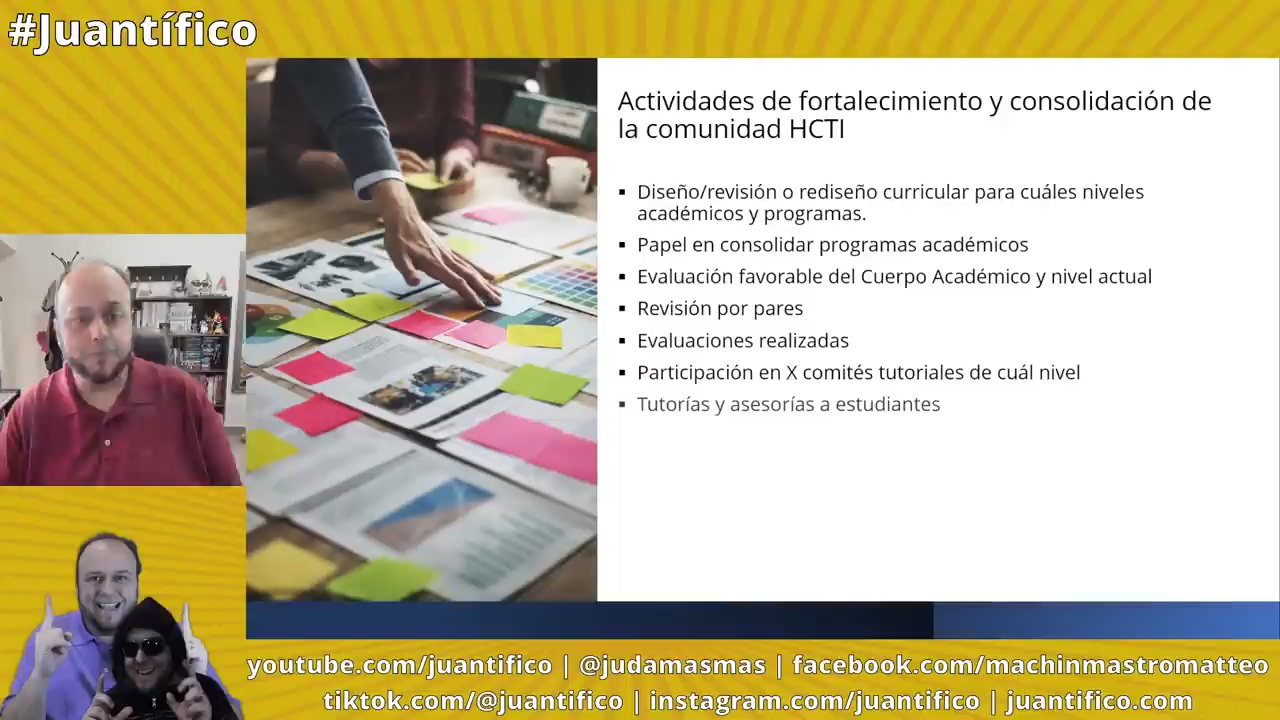 #Juantífico
Actividades de fortalecimiento y consolidación de
la comunidad HCTI
▪ Diseño/revisión o rediseño curricular para cuáles niveles
académicos y programas.
▪ Papel en consolidar programas académicos
▪ Evaluación favorable del Cuerpo Académico y nivel actual
▪ Revisión por pares
▪ Evaluaciones realizadas
▪ Participación en X comités tutoriales de cuál nivel
▪ Tutorías y asesorías a estudiantes
youtube.com/juantifico | @judamasmas | facebook.com/machinmastromatteo
tiktok.com/@juantifico | instagram.com/juantifico | juantifico.com